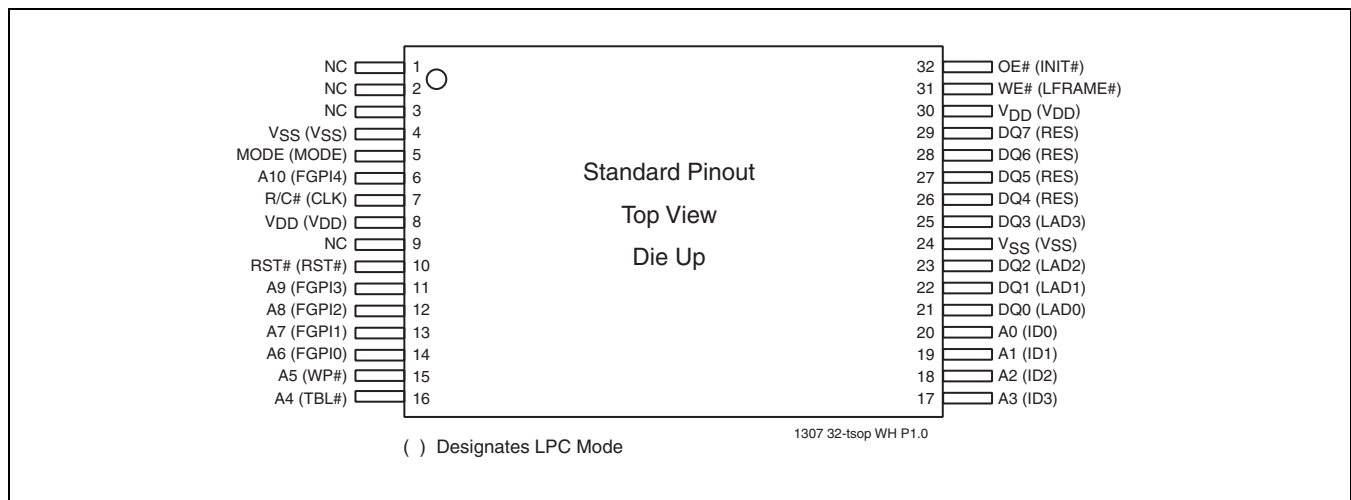 NC 1
NC 2
NC 3
VSS (VSS) 4
MODE (MODE) 5
A10 (FGPI4) 6
R/C# (CLK) 7
VDD (VDD) 8
NC 9
RST# (RST#) 10
A9 (FGPI3) 11
A8 (FGPI2) 12
A7 (FGPI1) 13
A6 (FGPI0) 14
A5 (WP#) 15
A4 (TBL#) 16
Standard Pinout
Top View
Die Up
32 OE# (INIT#)
31 WE# (LFRAME#)
30 VDD (VDD)
29 DQ7 (RES)
28 DQ6 (RES)
27 DQ5 (RES)
26 DQ4 (RES)
25 DQ3 (LAD3)
24 VSS (VSS)
23 DQ2 (LAD2)
22 DQ1 (LAD1)
21 DQ0 (LAD0)
20 A0 (ID0)
19 A1 (ID1)
18 A2 (ID2)
17 A3 (ID3)
1307 32-tsop WH P1.0
( ) Designates LPC Mode